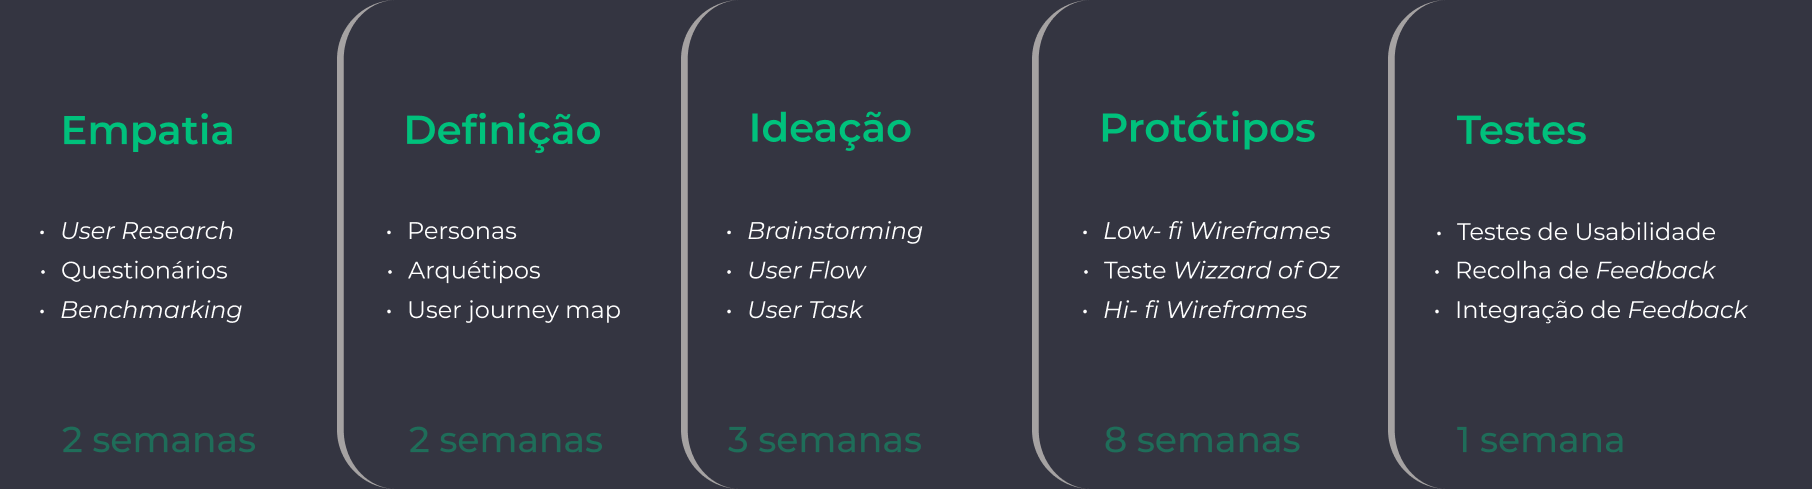 Empatia
• User Research
• Questionários
• Benchmarking
2 semanas
Definição
• Personas
• Arquétipos
• User journey map
2 semanas
Ideação
• Brainstorming
• User Flow
• User Task
3 semanas
Protótipos
• Low- fi Wireframes
• Teste Wizzard of Oz
• Hi- fi Wireframes
8 semanas
Testes
• Testes de Usabilidade
• Recolha de Feedback
• Integração de Feedback
1 semana